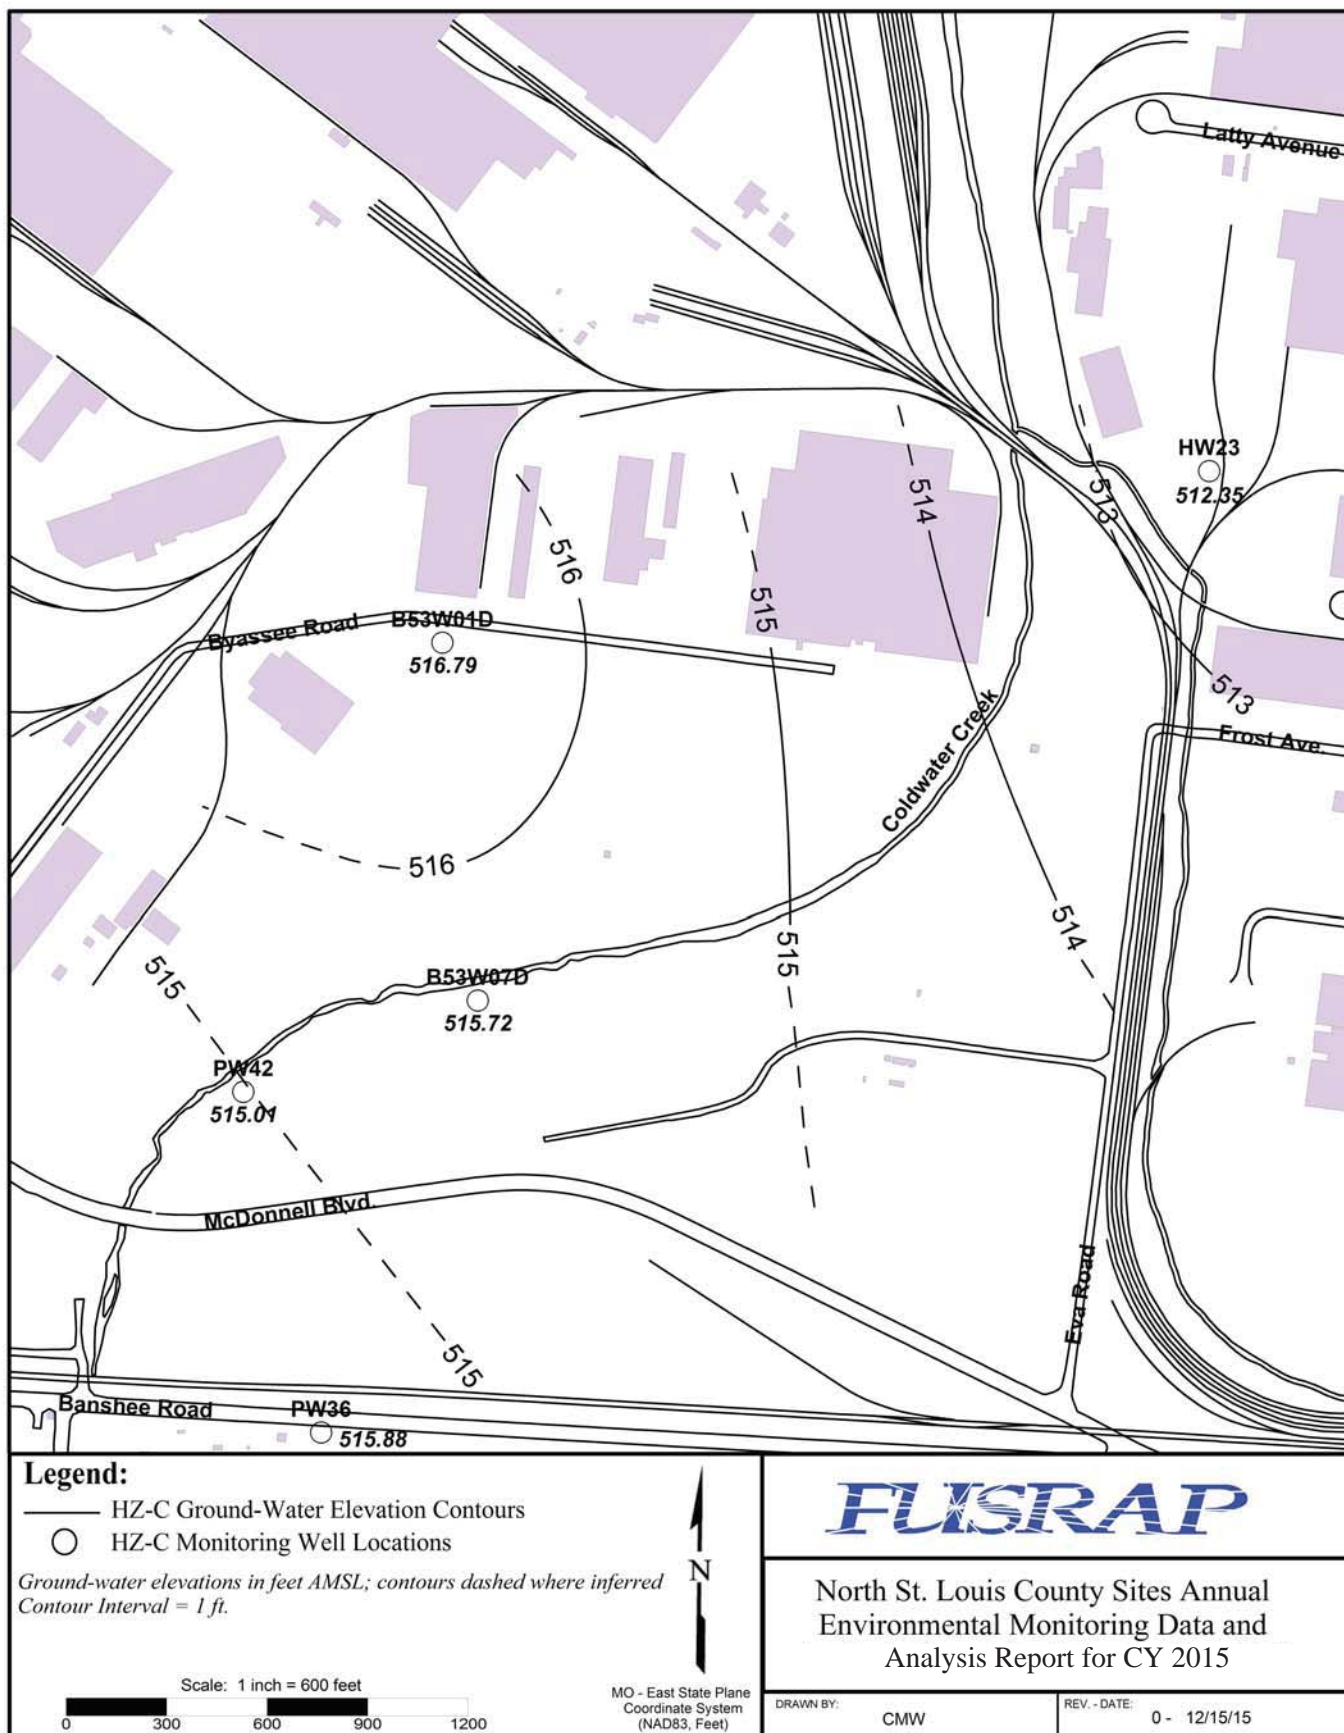 Latty Avenue
HW23
512.35
513
514
516
515
Byassee Road
B53W01D
516.79
513
Frost Ave.
Coldwater Creek
516
514
515
515
B53W07D
515.72
PW42
515.01
McDonnell Blvd.
Eva Road
515
Banshee Road
PW36
515.88
Legend:
HZ-C Ground-Water Elevation Contours
HZ-C Monitoring Well Locations
Ground-water elevations in feet AMSL; contours dashed where inferred
Contour Interval = 1 ft.
Scale: 1 inch = 600 feet
0 300 600 900 1200
N
MO - East State Plane
Coordinate System
(NAD83, Feet)
FUSRAP
North St. Louis County Sites Annual
Environmental Monitoring Data and
Analysis Report for CY 2015
DRAWN BY:
CMW
REV. - DATE:
0 - 12/15/15